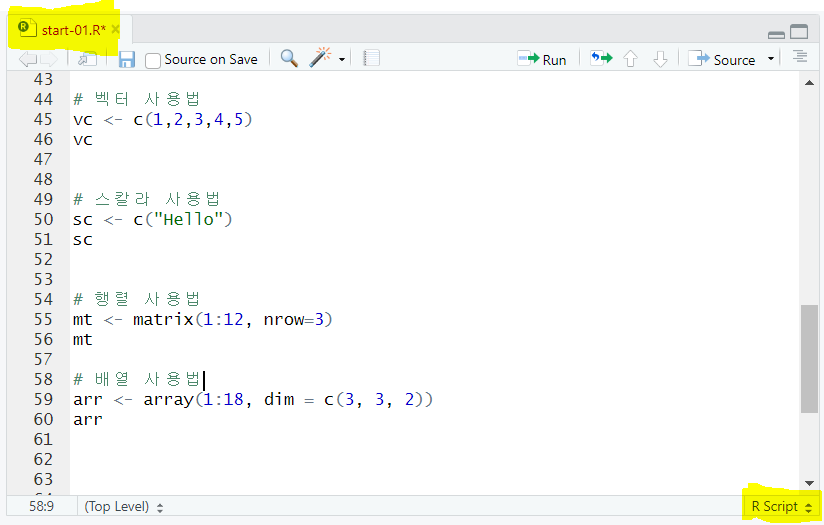 start-01.R*
Source on Save Run Source
43
44 # 벡터 사용법
45 vc <- c(1,2,3,4,5)
46 vc
47
48
49 # 스칼라 사용법
50 sc <- c("Hello")
51 sc
52
53
54 # 행렬 사용법
55 mt <- matrix(1:12, nrow=3)
56 mt
57
58 # 배열 사용법
59 arr <- array(1:18, dim = c(3, 3, 2))
60 arr
61
62
63
58:9 (Top Level) R Script